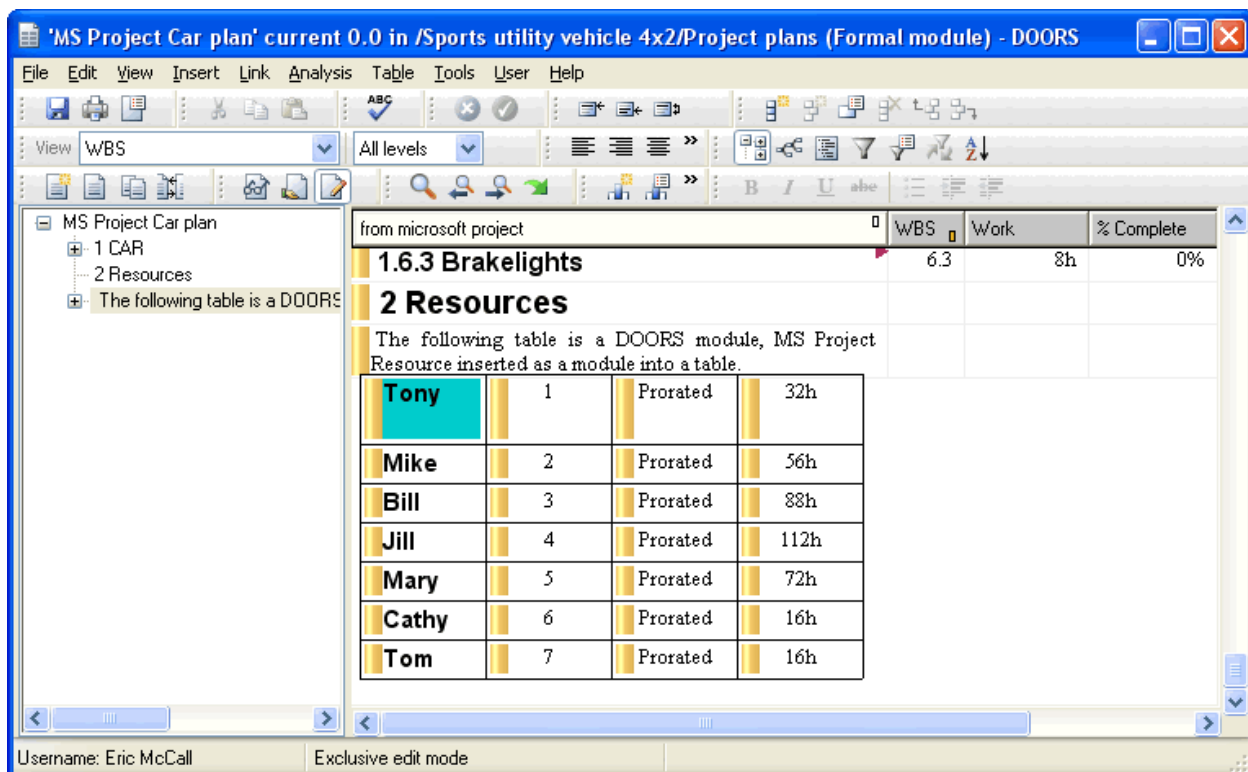 'MS Project Car plan' current 0.0 in /Sports utility vehicle 4x2/Project plans (Formal module) - DOORS
File Edit View Insert Link Analysis Table Tools User Help
ABC
View WBS All levels
B I U abc
MS Project Car plan
1 CAR
2 Resources
The following table is a DOORS
from microsoft project WBS Work % Complete
1.6.3 Brakelights 6.3 8h 0%
2 Resources
The following table is a DOORS module, MS Project
Resource inserted as a module into a table.
Tony 1 Prorated 32h
Mike 2 Prorated 56h
Bill 3 Prorated 88h
Jill 4 Prorated 112h
Mary 5 Prorated 72h
Cathy 6 Prorated 16h
Tom 7 Prorated 16h
Username: Eric McCall Exclusive edit mode